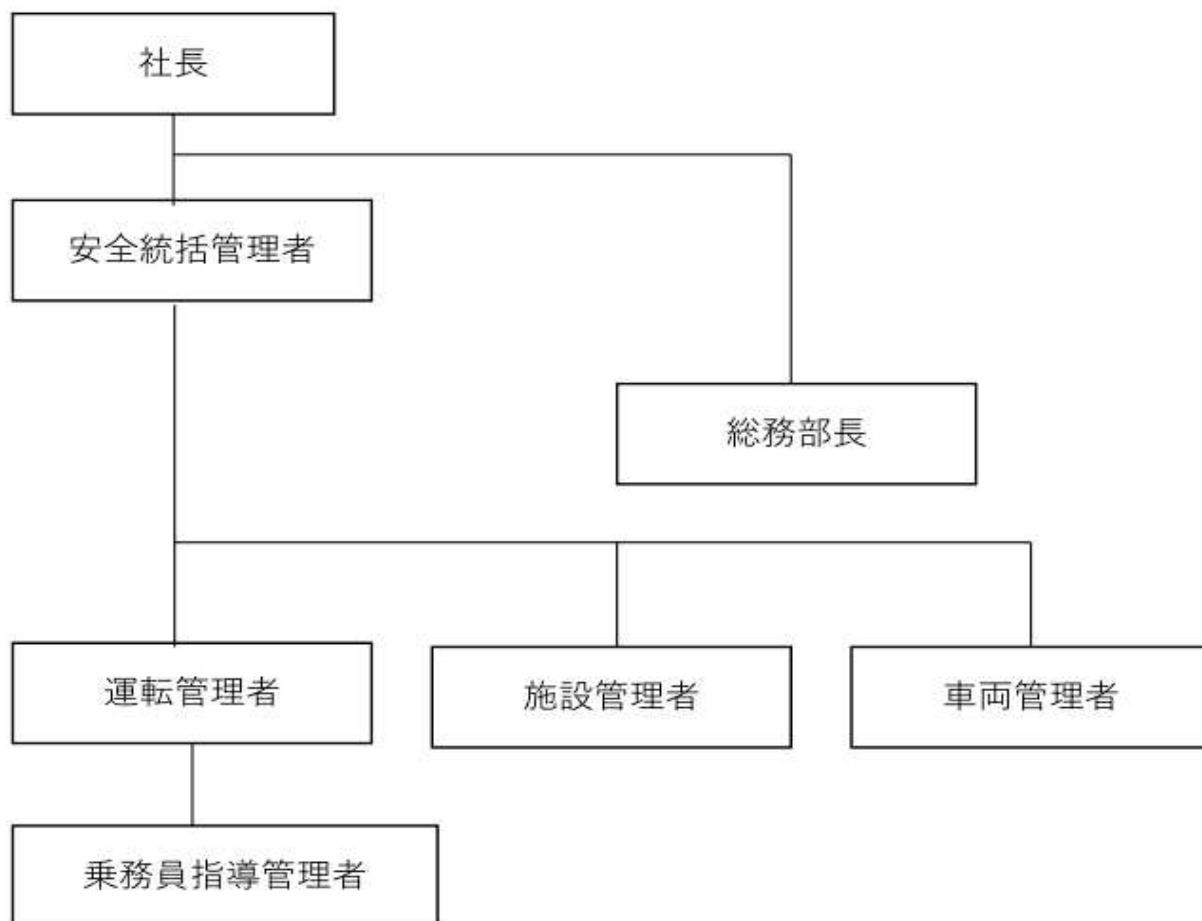 社長
安全統括管理者
総務部長
運転管理者
施設管理者
車両管理者
乗務員指導管理者